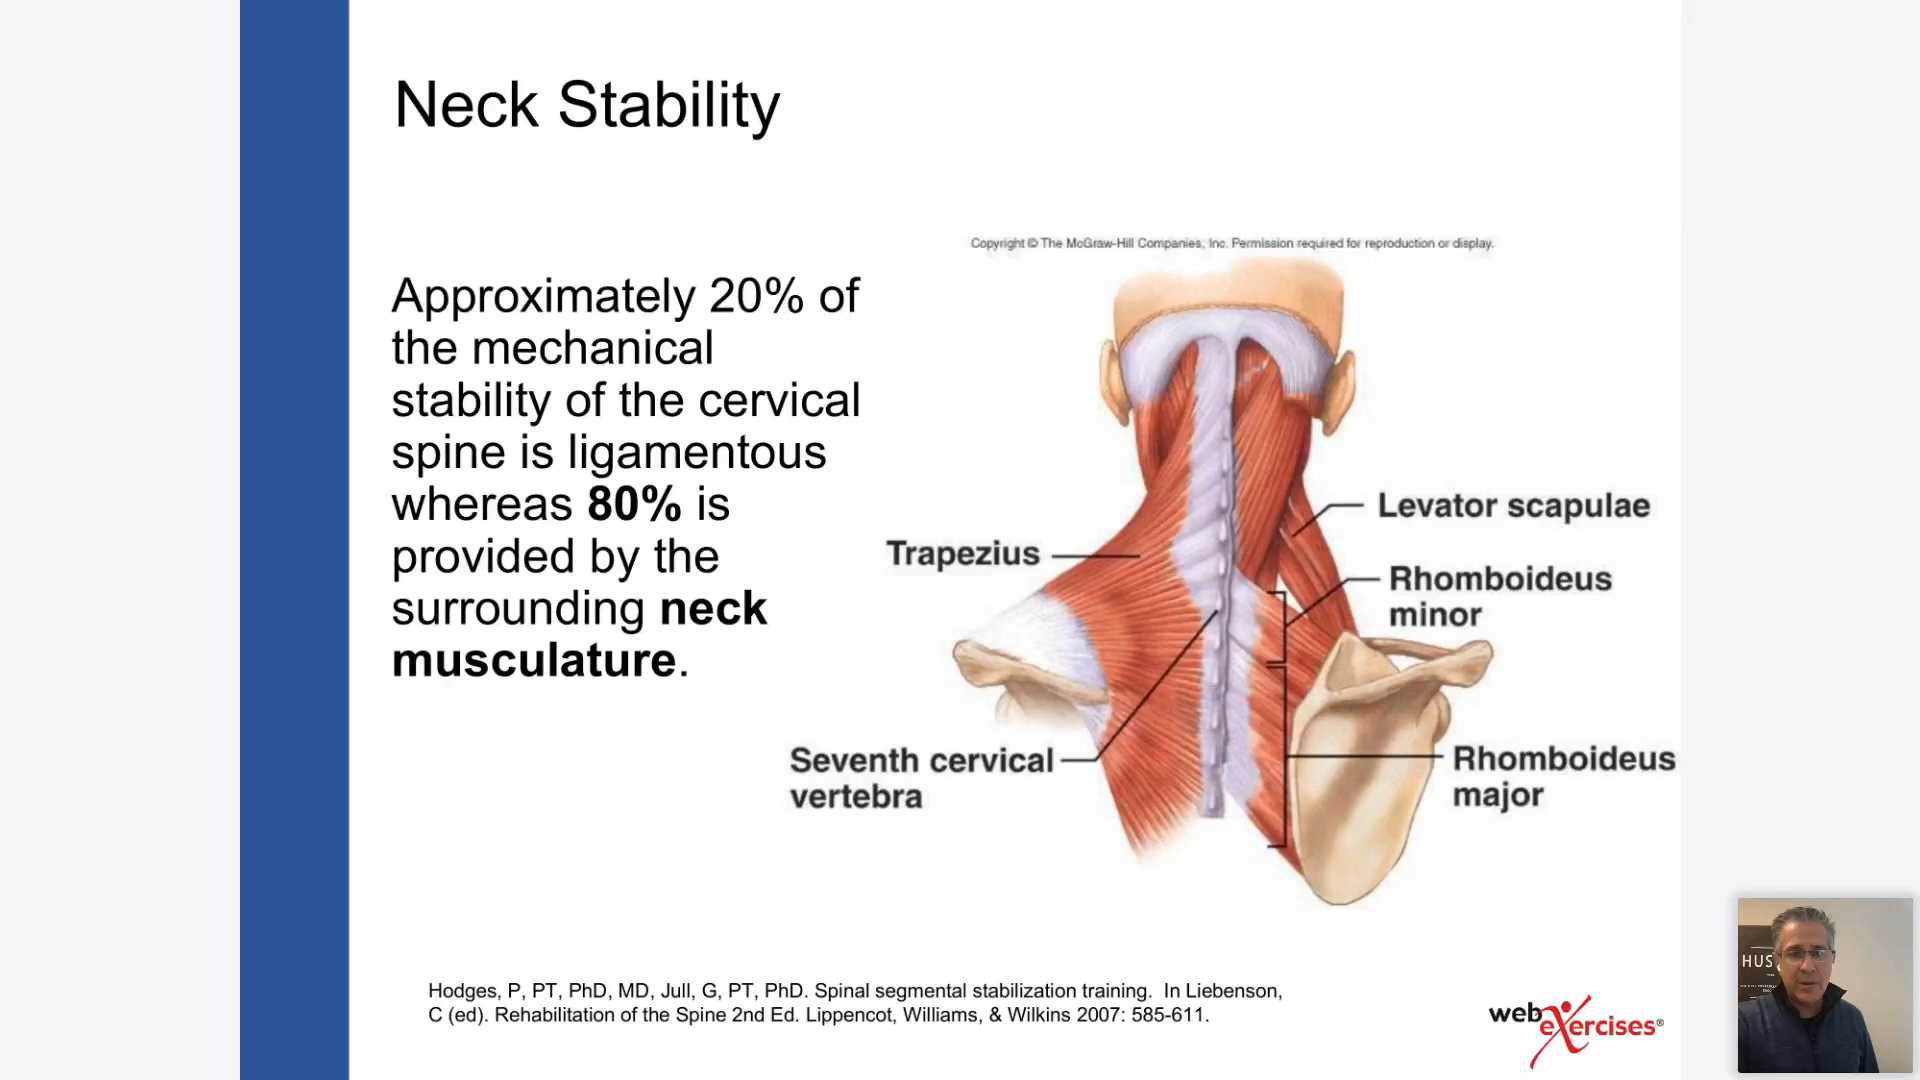 Neck Stability
Copyright © The McGraw-Hill Companies, Inc. Permission required for reproduction or display.
Approximately 20% of
the mechanical
stability of the cervical
spine is ligamentous
whereas 80% is
provided by the
surrounding neck
musculature.
Levator scapulae
Trapezius
Rhomboideus
minor
Seventh cervical
vertebra
Rhomboideus
major
Hodges, P, PT, PhD, MD, Jull, G, PT, PhD. Spinal segmental stabilization training. In Liebenson,
C (ed). Rehabilitation of the Spine 2nd Ed. Lippencot, Williams, & Wilkins 2007: 585-611.
web
eXercises®
HUS